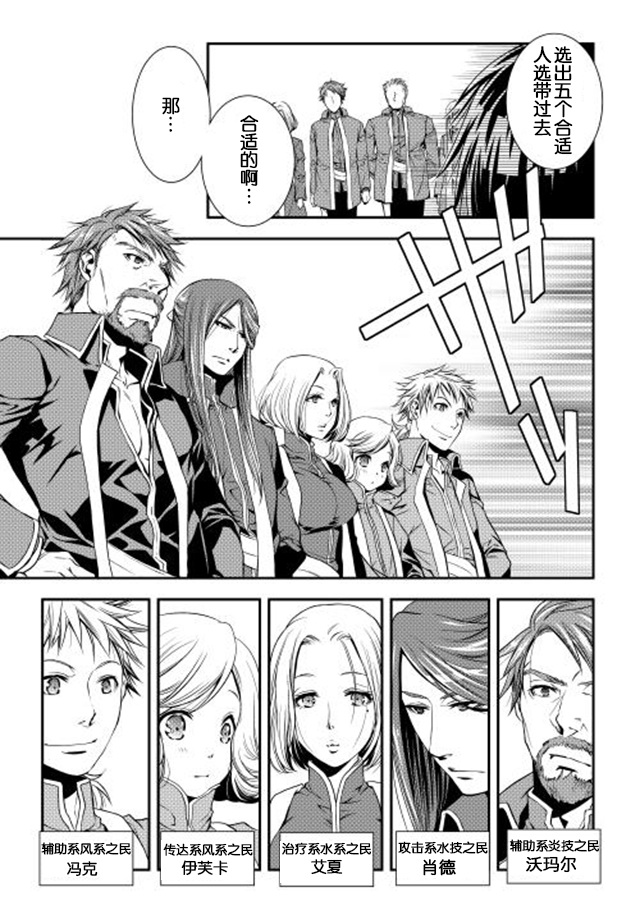 选出五个合适
人选带过去
合适的啊…
那…
辅助系炎技之民
沃玛尔
攻击系水技之民
肖德
治疗系水系之民
艾夏
传达系风系之民
伊芙卡
辅助系风系之民
冯克